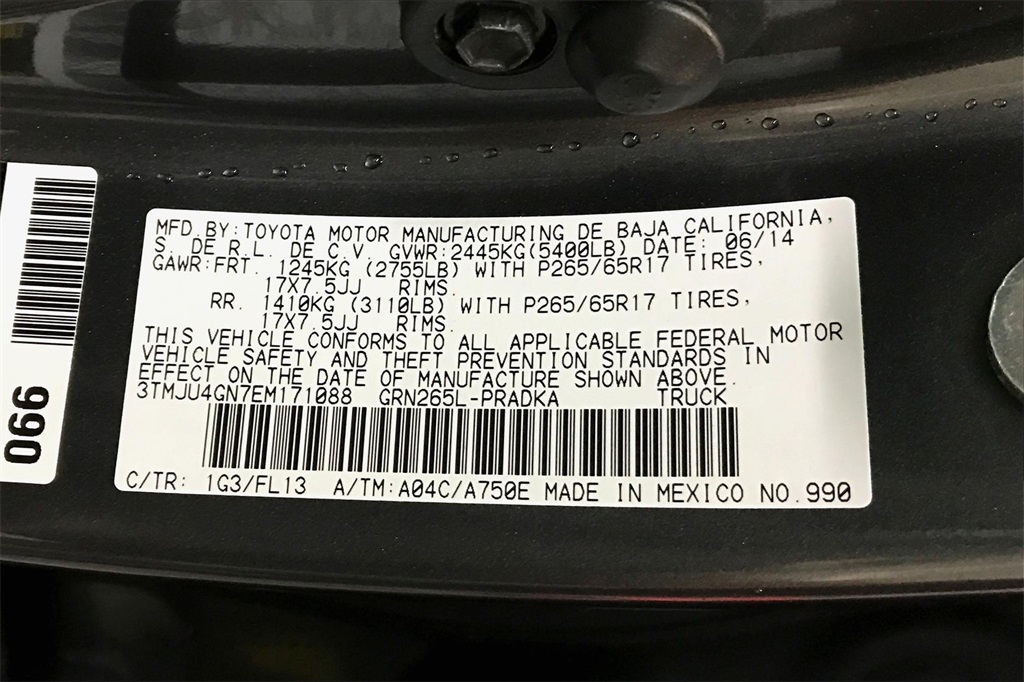 MFD.BY:TOYOTA MOTOR MANUFACTURING DE BAJA CALIFORNIA,
S. DE R.L. DE C.V. GVWR:2445KG(5400LB) DATE: 06/14
GAWR:FRT. 1245KG (2755LB) WITH P265/65R17 TIRES,
17X7.5JJ RIMS.
RR. 1410KG (3110LB) WITH P265/65R17 TIRES,
17X7.5JJ RIMS.
THIS VEHICLE CONFORMS TO ALL APPLICABLE FEDERAL MOTOR
VEHICLE SAFETY AND THEFT PREVENTION STANDARDS IN
EFFECT ON THE DATE OF MANUFACTURE SHOWN ABOVE.
3TMJU4GN7EM171088 GRN265L-PRADKA TRUCK
C/TR: 1G3/FL13 A/TM:A04C/A750E MADE IN MEXICO NO.990
990